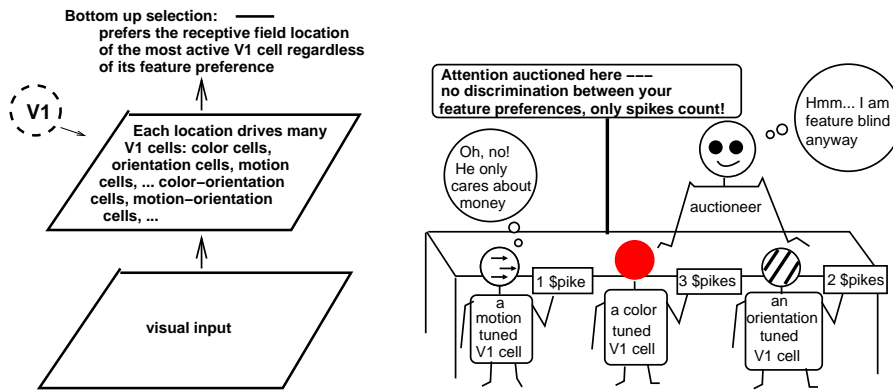 Bottom up selection:
prefers the receptive field location
of the most active V1 cell regardless
of its feature preference
V1
Each location drives many
V1 cells: color cells,
orientation cells, motion
cells, ... color−orientation
cells, motion−orientation
cells, ...
visual input
Attention auctioned here −−−
no discrimination between your
feature preferences, only spikes count!
Hmm... I am
feature blind
anyway
Oh, no!
He only
cares about
money
auctioneer
1 $pike
3 $pikes
2 $pikes
a
motion
tuned
V1 cell
a color
tuned
V1 cell
an
orientation
tuned
V1 cell